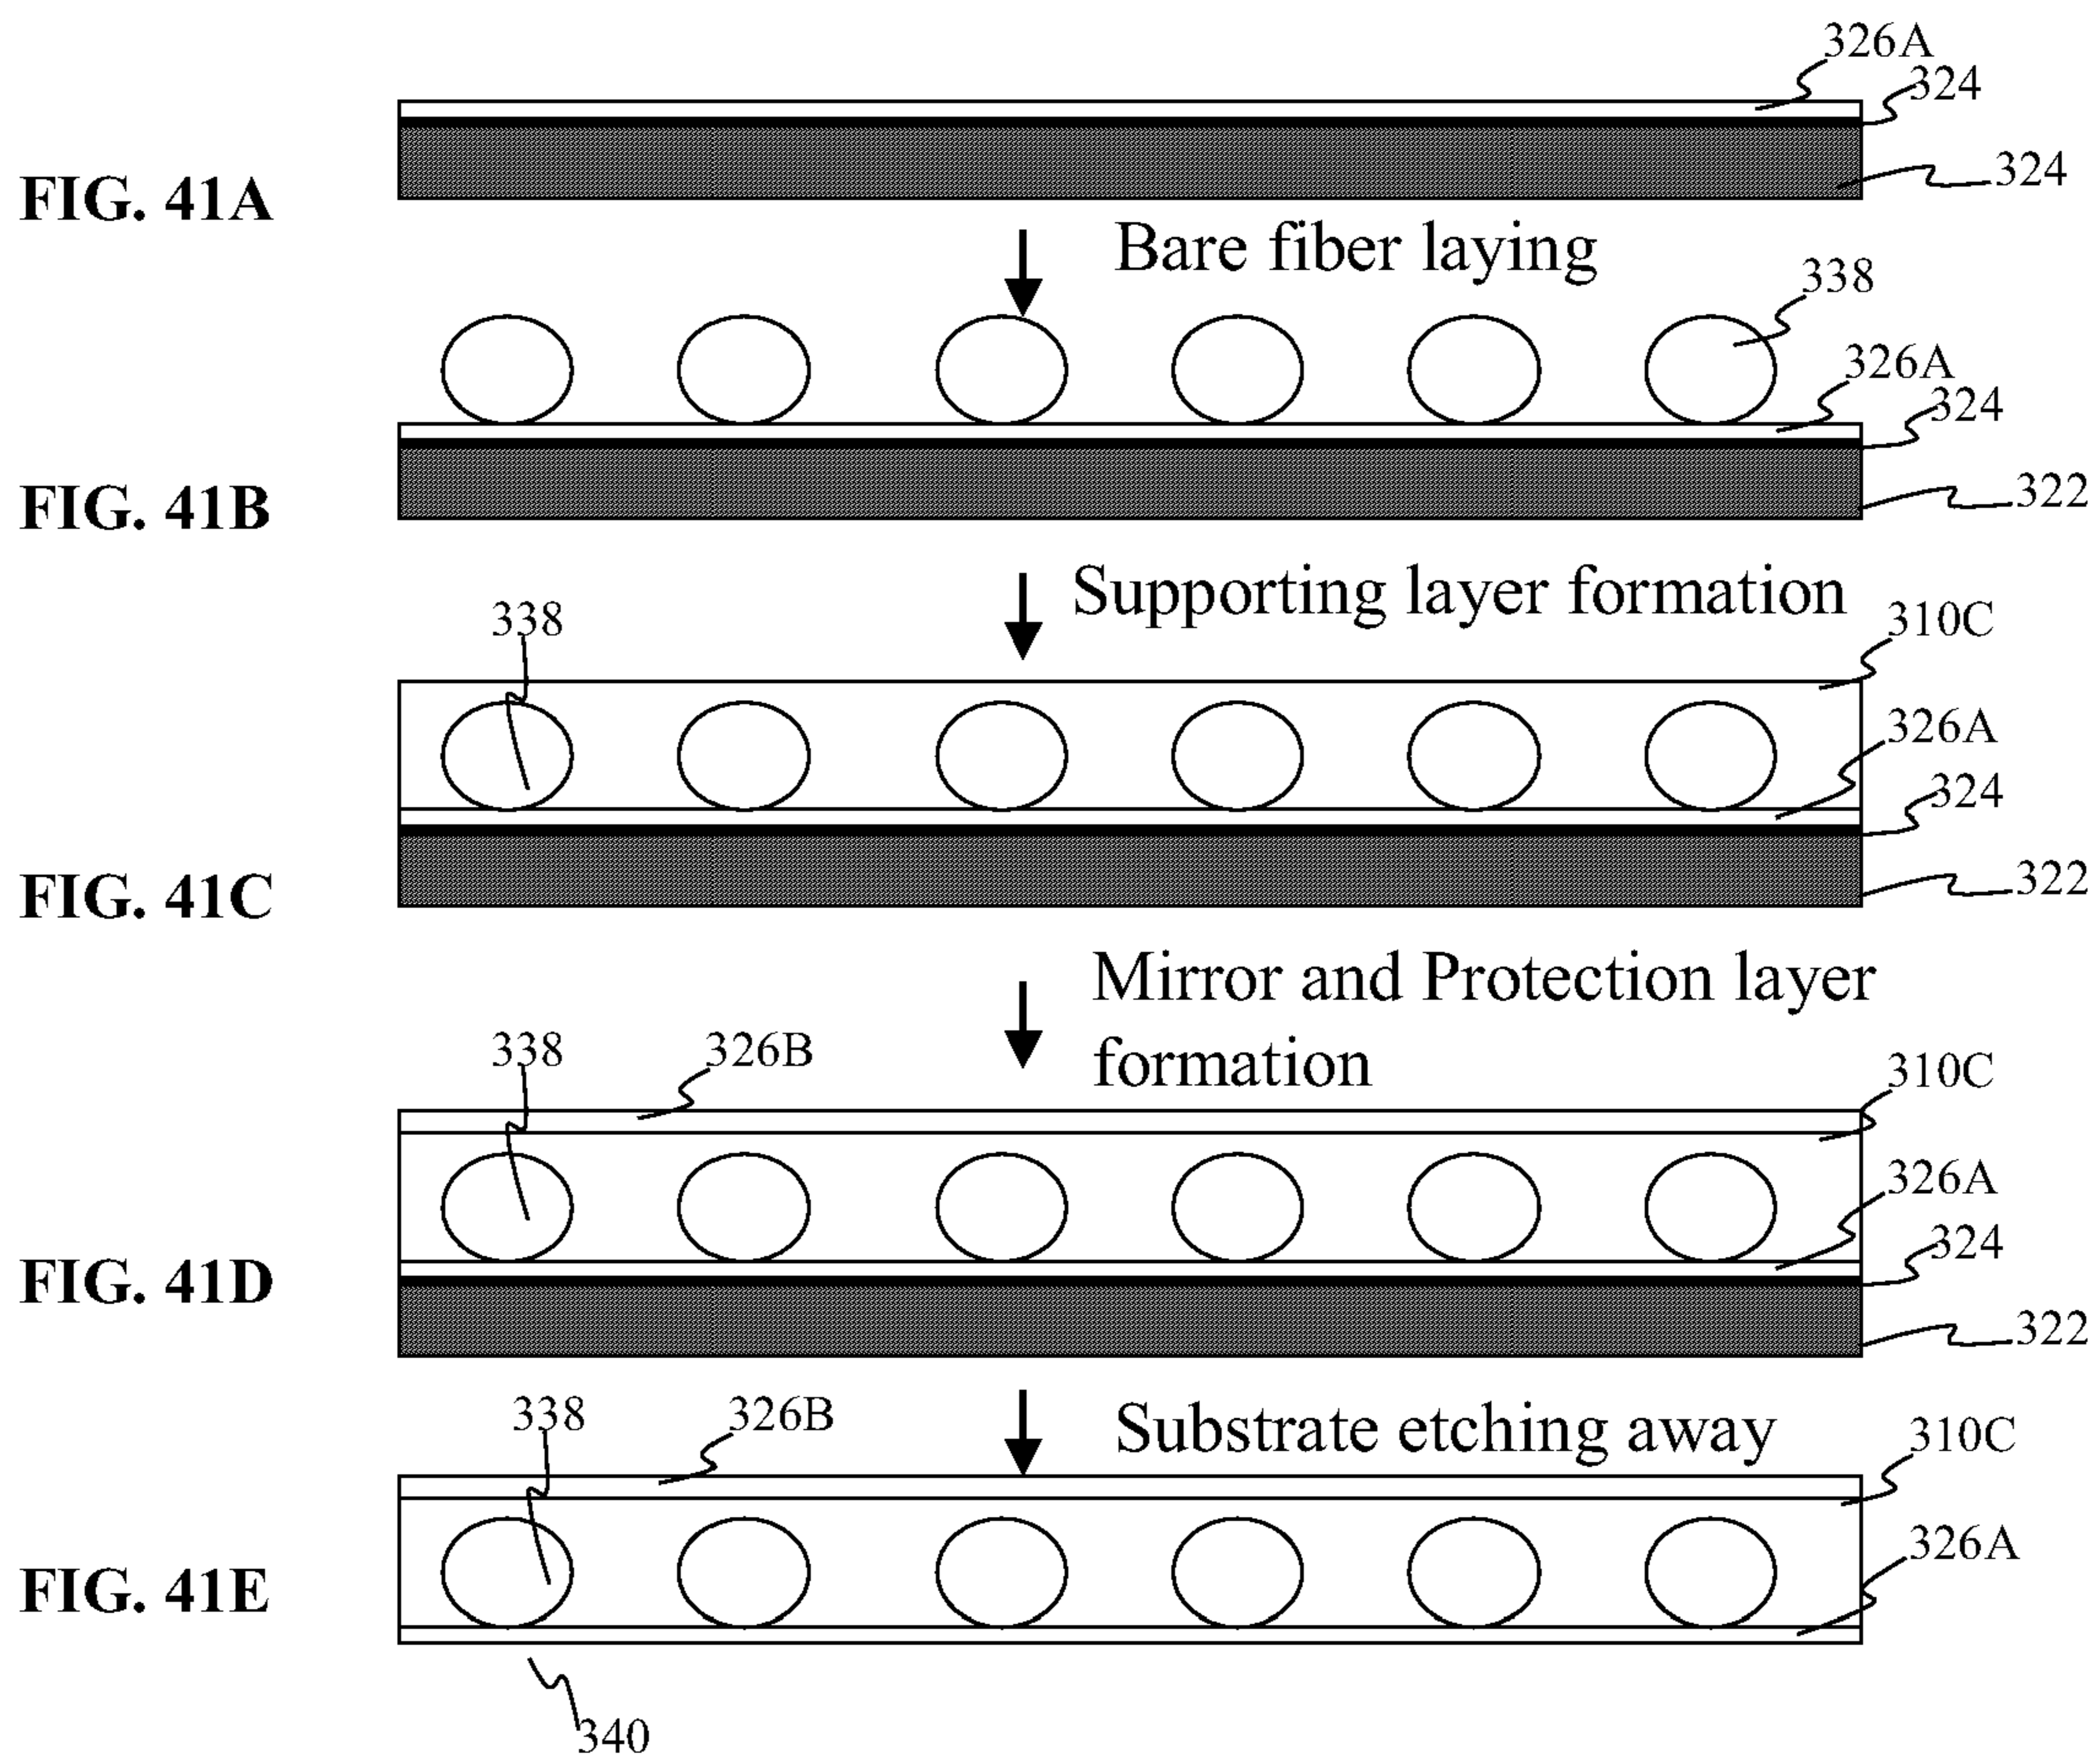 326A
324
324
FIG. 41A
Bare fiber laying
338
326A
324
322
FIG. 41B
Supporting layer formation
338
310C
326A
324
322
FIG. 41C
Mirror and Protection layer
formation
338
326B
310C
326A
324
322
FIG. 41D
Substrate etching away
338
326B
310C
326A
FIG. 41E
340